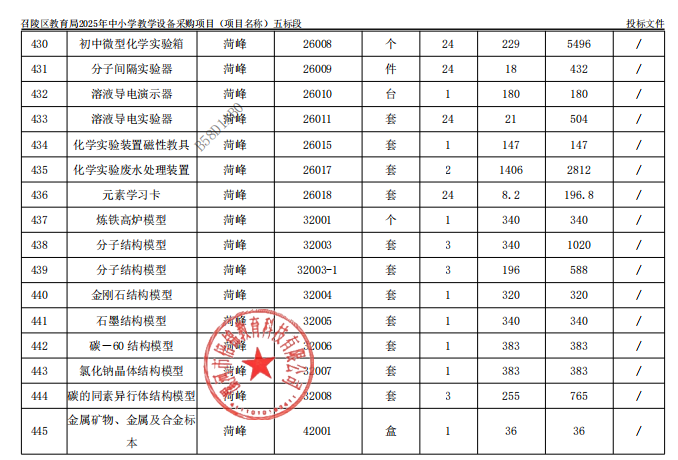 召陵区教育局2025年中小学教学设备采购项目（项目名称）五标段 投标文件
430 初中微型化学实验箱 菏峰 26008 个 24 229 5496 /
431 分子间隔实验器 菏峰 26009 件 24 18 432 /
432 溶液导电演示器 菏峰 26010 台 1 180 180 /
433 溶液导电实验器 菏峰 26011 套 24 21 504 /
434 化学实验装置磁性教具 菏峰 26015 套 1 147 147 /
435 化学实验废水处理装置 菏峰 26017 套 2 1406 2812 /
436 元素学习卡 菏峰 26018 套 24 8.2 196.8 /
437 炼铁高炉模型 菏峰 32001 个 1 340 340 /
438 分子结构模型 菏峰 32003 套 3 340 1020 /
439 分子结构模型 菏峰 32003-1 套 3 196 588 /
440 金刚石结构模型 菏峰 32004 套 1 320 320 /
441 石墨结构模型 菏峰 32005 套 1 340 340 /
442 碳－60结构模型 菏峰 32006 套 1 383 383 /
443 氯化钠晶体结构模型 菏峰 32007 套 1 383 383 /
444 碳的同素异行体结构模型 菏峰 32008 套 3 255 765 /
445 金属矿物、金属及合金标本 菏峰 42001 盒 1 36 36 /